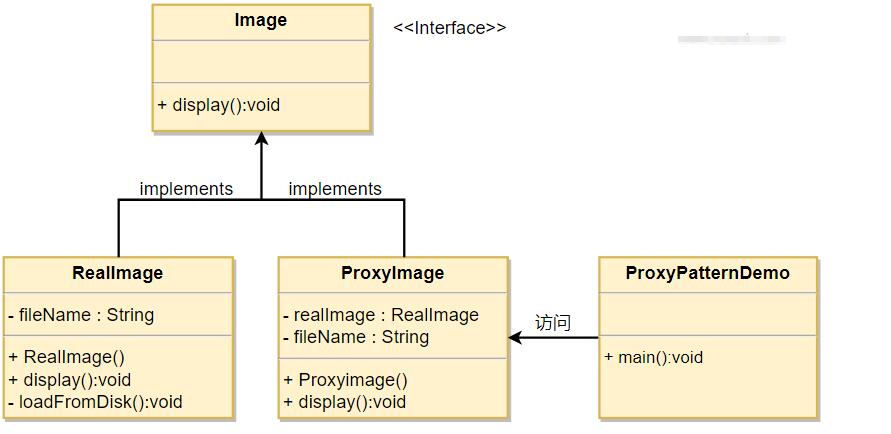 Image
<<Interface>>
+ display():void
implements
implements
RealImage
- fileName : String
+ RealImage()
+ display():void
- loadFromDisk():void
ProxyImage
- realImage : RealImage
- fileName : String
+ Proxyimage()
+ display():void
访问
ProxyPatternDemo
+ main():void